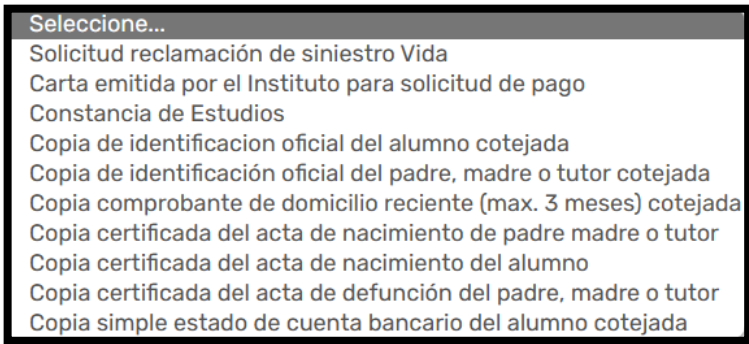 Seleccione...
Solicitud reclamación de siniestro Vida
Carta emitida por el Instituto para solicitud de pago
Constancia de Estudios
Copia de identificacion oficial del alumno cotejada
Copia de identificación oficial del padre, madre o tutor cotejada
Copia comprobante de domicilio reciente (max. 3 meses) cotejada
Copia certificada del acta de nacimiento de padre madre o tutor
Copia certificada del acta de nacimiento del alumno
Copia certificada del acta de defunción del padre, madre o tutor
Copia simple estado de cuenta bancario del alumno cotejada